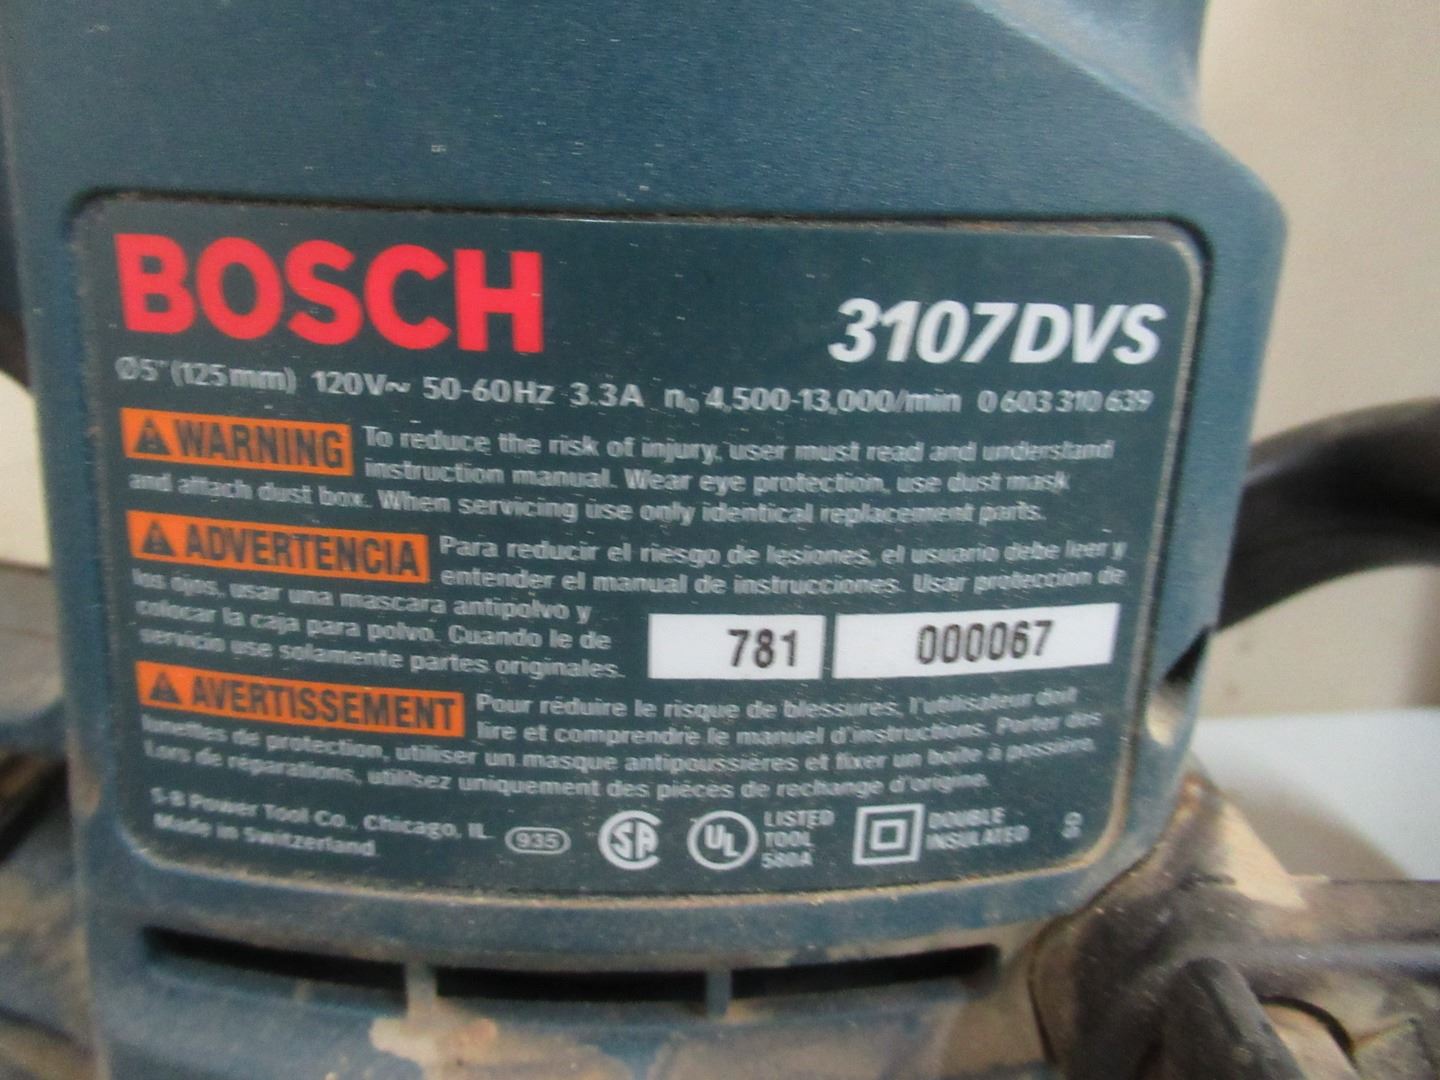 BOSCH
3107DVS
Ø5" (125mm) 120V~ 50-60Hz 3.3A n₀ 4,500-13,000/min 0 603 310 639
WARNING To reduce the risk of injury, user must read and understand
instruction manual. Wear eye protection, use dust mask
and attach dust box. When servicing use only identical replacement parts.
ADVERTENCIA Para reducir el riesgo de lesiones, el usuario debe leer y
entender el manual de instrucciones. Usar proteccion de
los ojos, usar una mascara antipolvo y
colocar la caja para polvo. Cuando le de
servicio use solamente partes originales.
781 000067
AVERTISSEMENT Pour réduire le risque de blessures, l'utilisateur doit
lire et comprendre le manuel d'instructions. Porter des
lunettes de protection, utiliser un masque antipoussières et fixer un boîte à poussière.
Lors de réparations, utilisez uniquement des pièces de rechange d'origine.
S-B Power Tool Co., Chicago, IL
Made in Switzerland
935
SA
UL
LISTED
TOOL
580A
DOUBLE
INSULATED